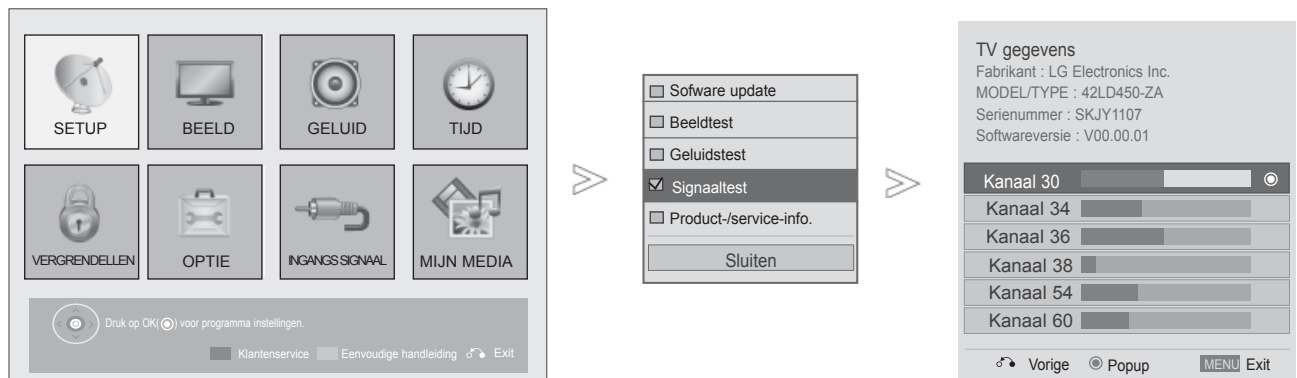 SETUP
BEELD
GELUID
TIJD
VERGRENDELLEN
OPTIE
INGANGS SIGNAAL
MIJN MEDIA
Druk op OK(◉) voor programma instellingen.
Klantenservice Eenvoudige handleiding Exit
Sofware update
Beeldtest
Geluidstest
Signaaltest
Product-/service-info.
Sluiten
TV gegevens
Fabrikant : LG Electronics Inc.
MODEL/TYPE : 42LD450-ZA
Serienummer : SKJY1107
Softwareversie : V00.00.01
Kanaal 30
Kanaal 34
Kanaal 36
Kanaal 38
Kanaal 54
Kanaal 60
Vorige Popup MENU Exit